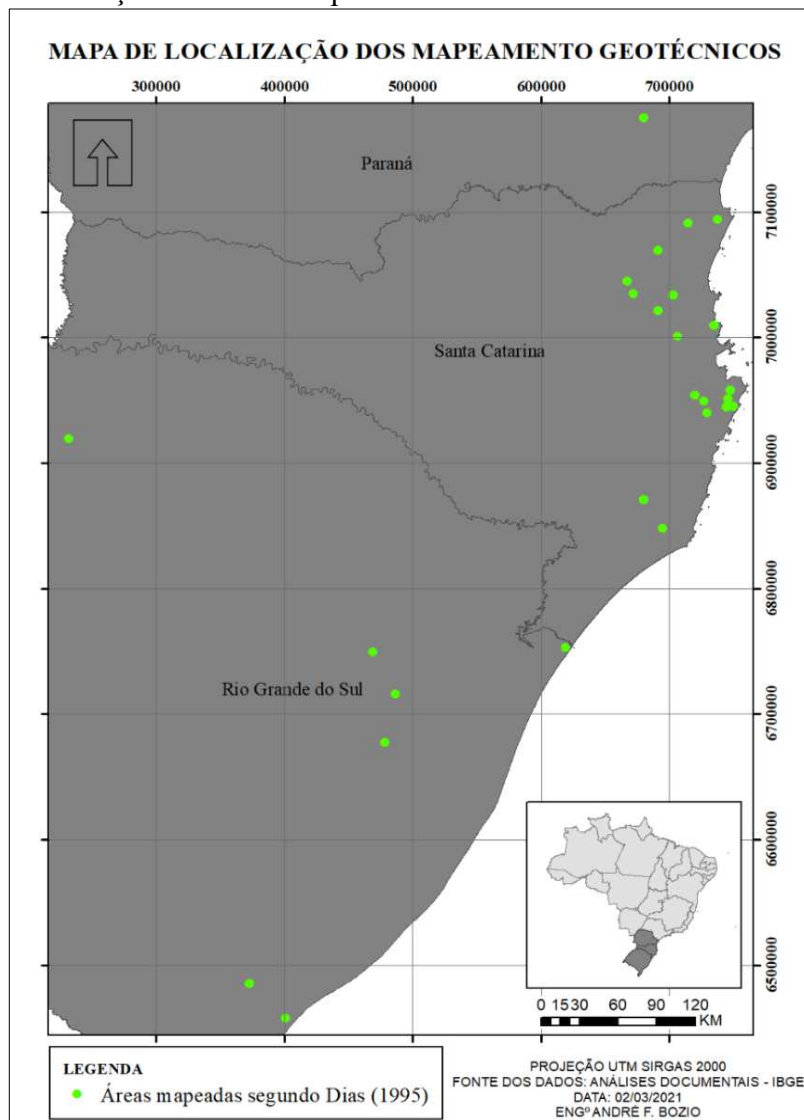 MAPA DE LOCALIZAÇÃO DOS MAPEAMENTO GEOTÉCNICOS
300000 400000 500000 600000 700000
Paraná
7100000
Santa Catarina
7000000
6900000
6800000
Rio Grande do Sul
6700000
6600000
6500000
0 15 30 60 90 120
KM
LEGENDA
Áreas mapeadas segundo Dias (1995)
PROJEÇÃO UTM SIRGAS 2000
FONTE DOS DADOS: ANÁLISES DOCUMENTAIS - IBGE
DATA: 02/03/2021
ENGº ANDRÉ F. BOZIO